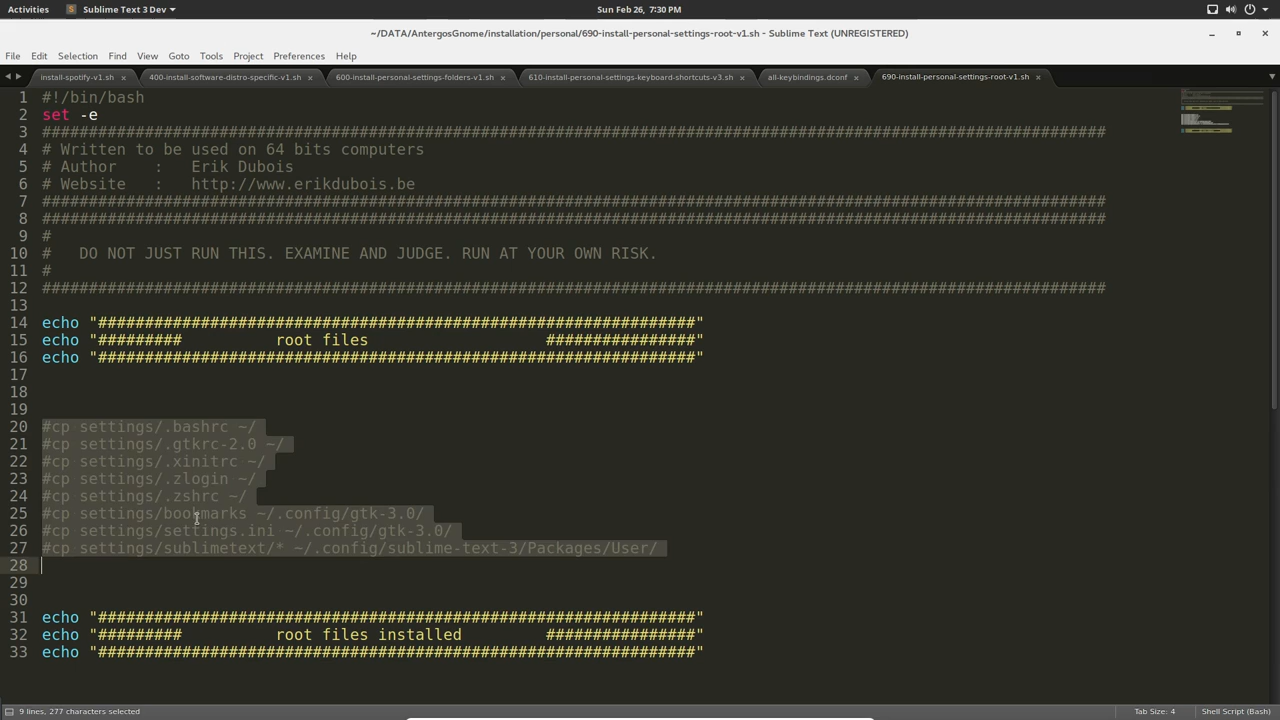 Activities Sublime Text 3 Dev Sun Feb 26, 7:30 PM
~/DATA/AntergosGnome/installation/personal/690-install-personal-settings-root-v1.sh - Sublime Text (UNREGISTERED)
File Edit Selection Find View Goto Tools Project Preferences Help
install-spotify-v1.sh × 400-install-software-distro-specific-v1.sh × 600-install-personal-settings-folders-v1.sh × 610-install-personal-settings-keyboard-shortcuts-v3.sh × all-keybindings.dconf × 690-install-personal-settings-root-v1.sh ×
1 #!/bin/bash
2 set -e
3 ##################################################################################################################
4 # Written to be used on 64 bits computers
5 # Author   :   Erik Dubois
6 # Website  :   http://www.erikdubois.be
7 ##################################################################################################################
8 ##################################################################################################################
9 #
10 #   DO NOT JUST RUN THIS. EXAMINE AND JUDGE. RUN AT YOUR OWN RISK.
11 #
12 ##################################################################################################################
13
14 echo "################################################################"
15 echo "#########          root files                   ################"
16 echo "################################################################"
17
18
19
20 #cp settings/.bashrc ~/
21 #cp settings/.gtkrc-2.0 ~/
22 #cp settings/.xinitrc ~/
23 #cp settings/.zlogin ~/
24 #cp settings/.zshrc ~/
25 #cp settings/bookmarks ~/.config/gtk-3.0/
26 #cp settings/settings.ini ~/.config/gtk-3.0/
27 #cp settings/sublimetext/* ~/.config/sublime-text-3/Packages/User/
28
29
30
31 echo "################################################################"
32 echo "#########          root files installed         ################"
33 echo "################################################################"
9 lines, 277 characters selected Tab Size: 4 Shell Script (Bash)